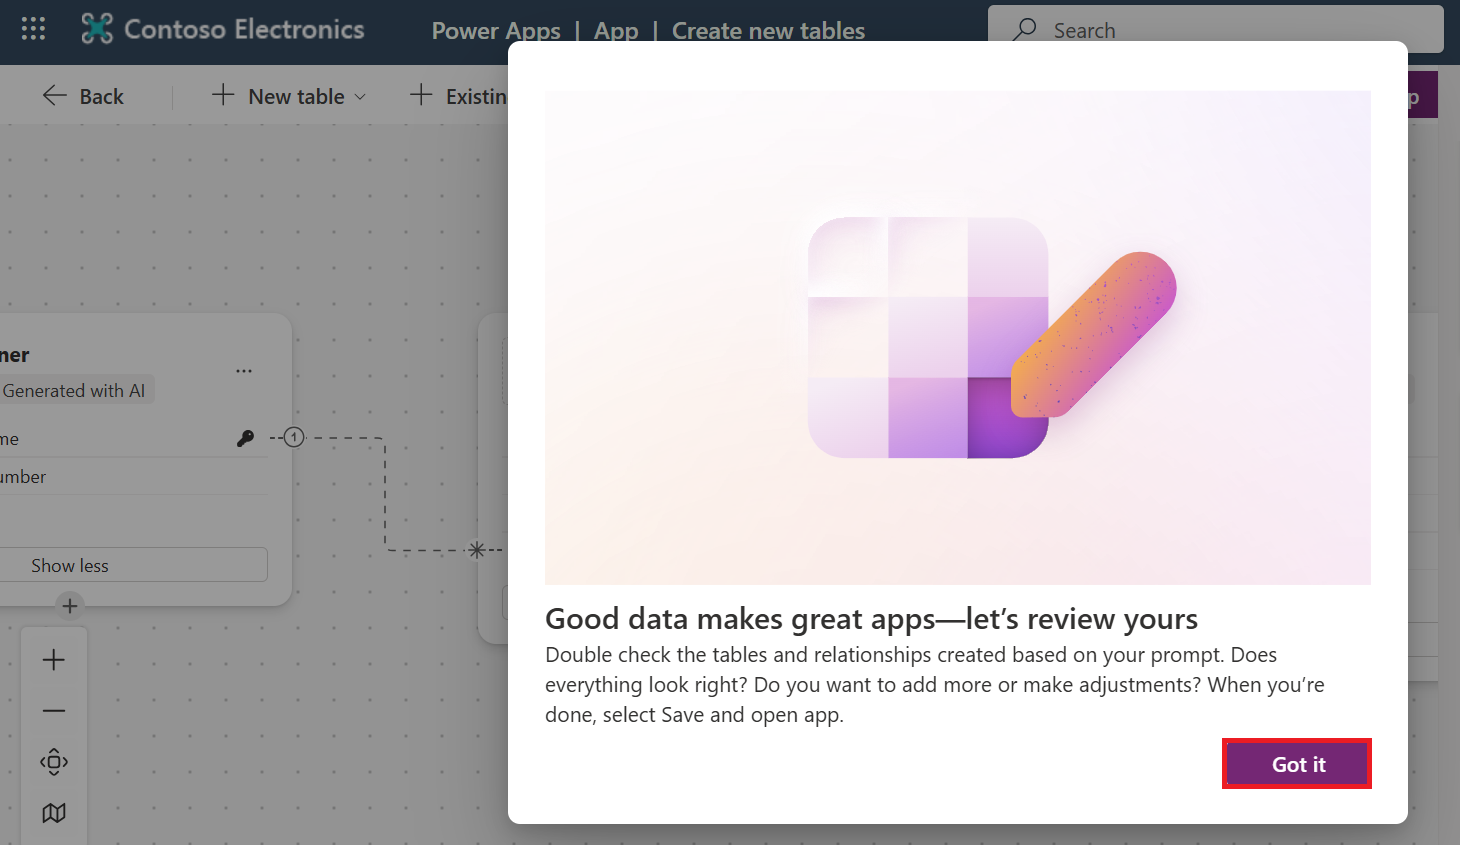 Contoso Electronics
Power Apps | App | Create new tables
Search
Back
New table
Existin
p
ner
Generated with AI
me
umber
Show less
1
Good data makes great apps—let’s review yours
Double check the tables and relationships created based on your prompt. Does
everything look right? Do you want to add more or make adjustments? When you’re
done, select Save and open app.
Got it